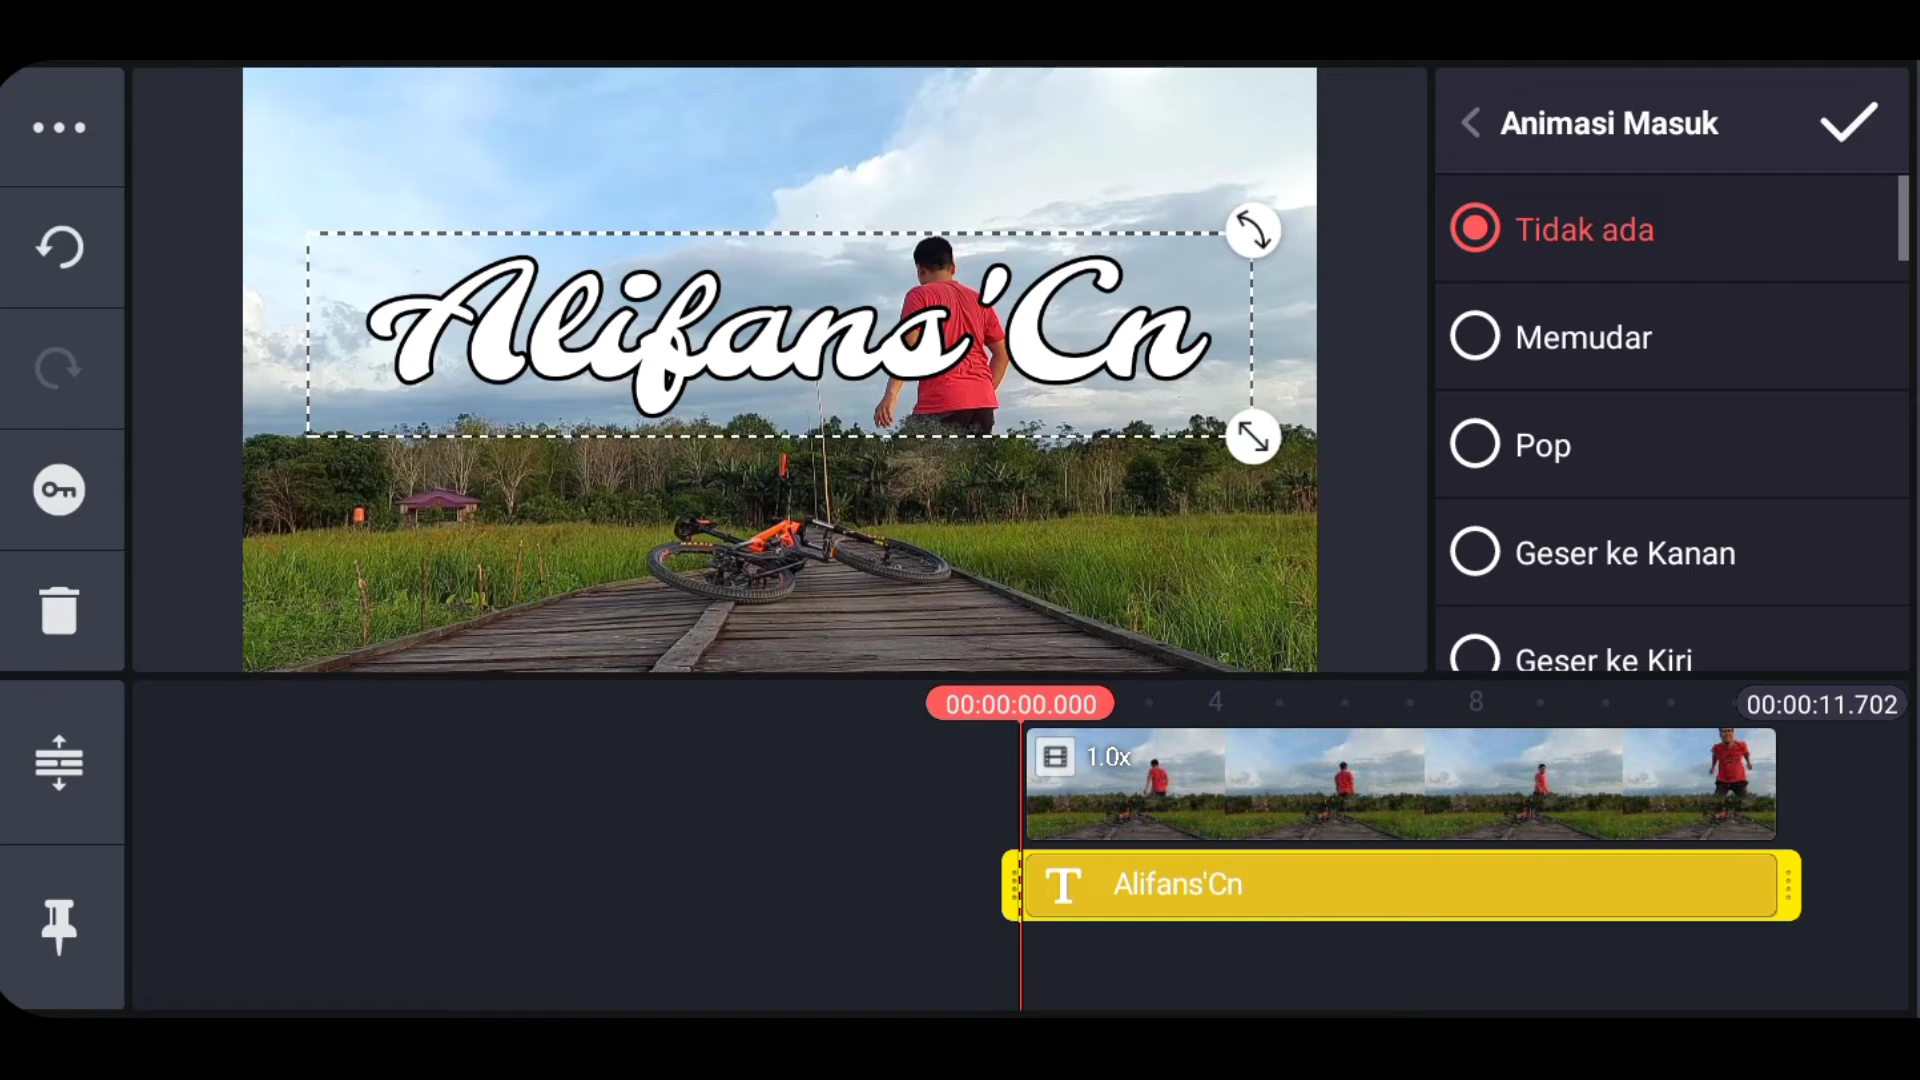 Animasi Masuk
Tidak ada
Memudar
Pop
Geser ke Kanan
Geser ke Kiri
Alifans'Cn
00:00:00.000
4
8
00:00:11.702
1.0x
T Alifans'Cn